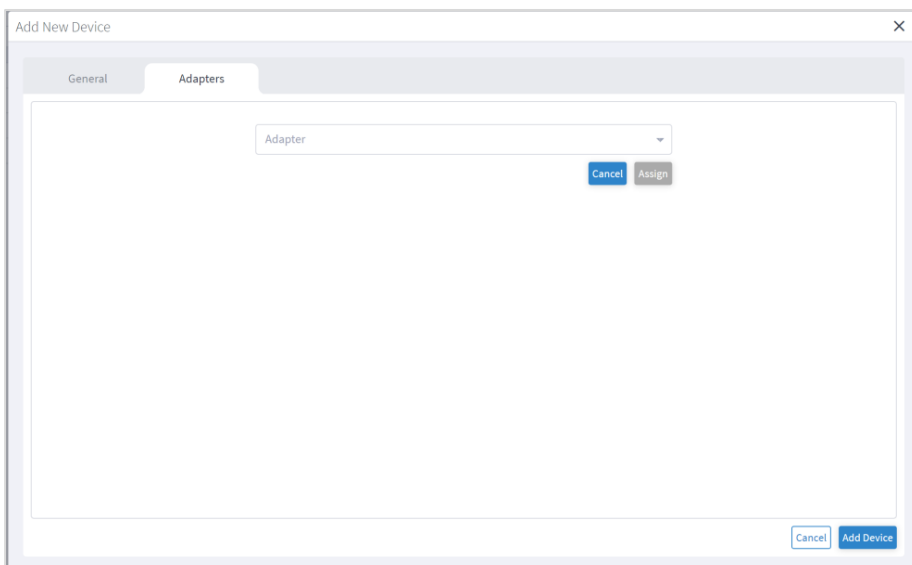 Add New Device
General Adapters
Adapter
Cancel Assign
Cancel Add Device